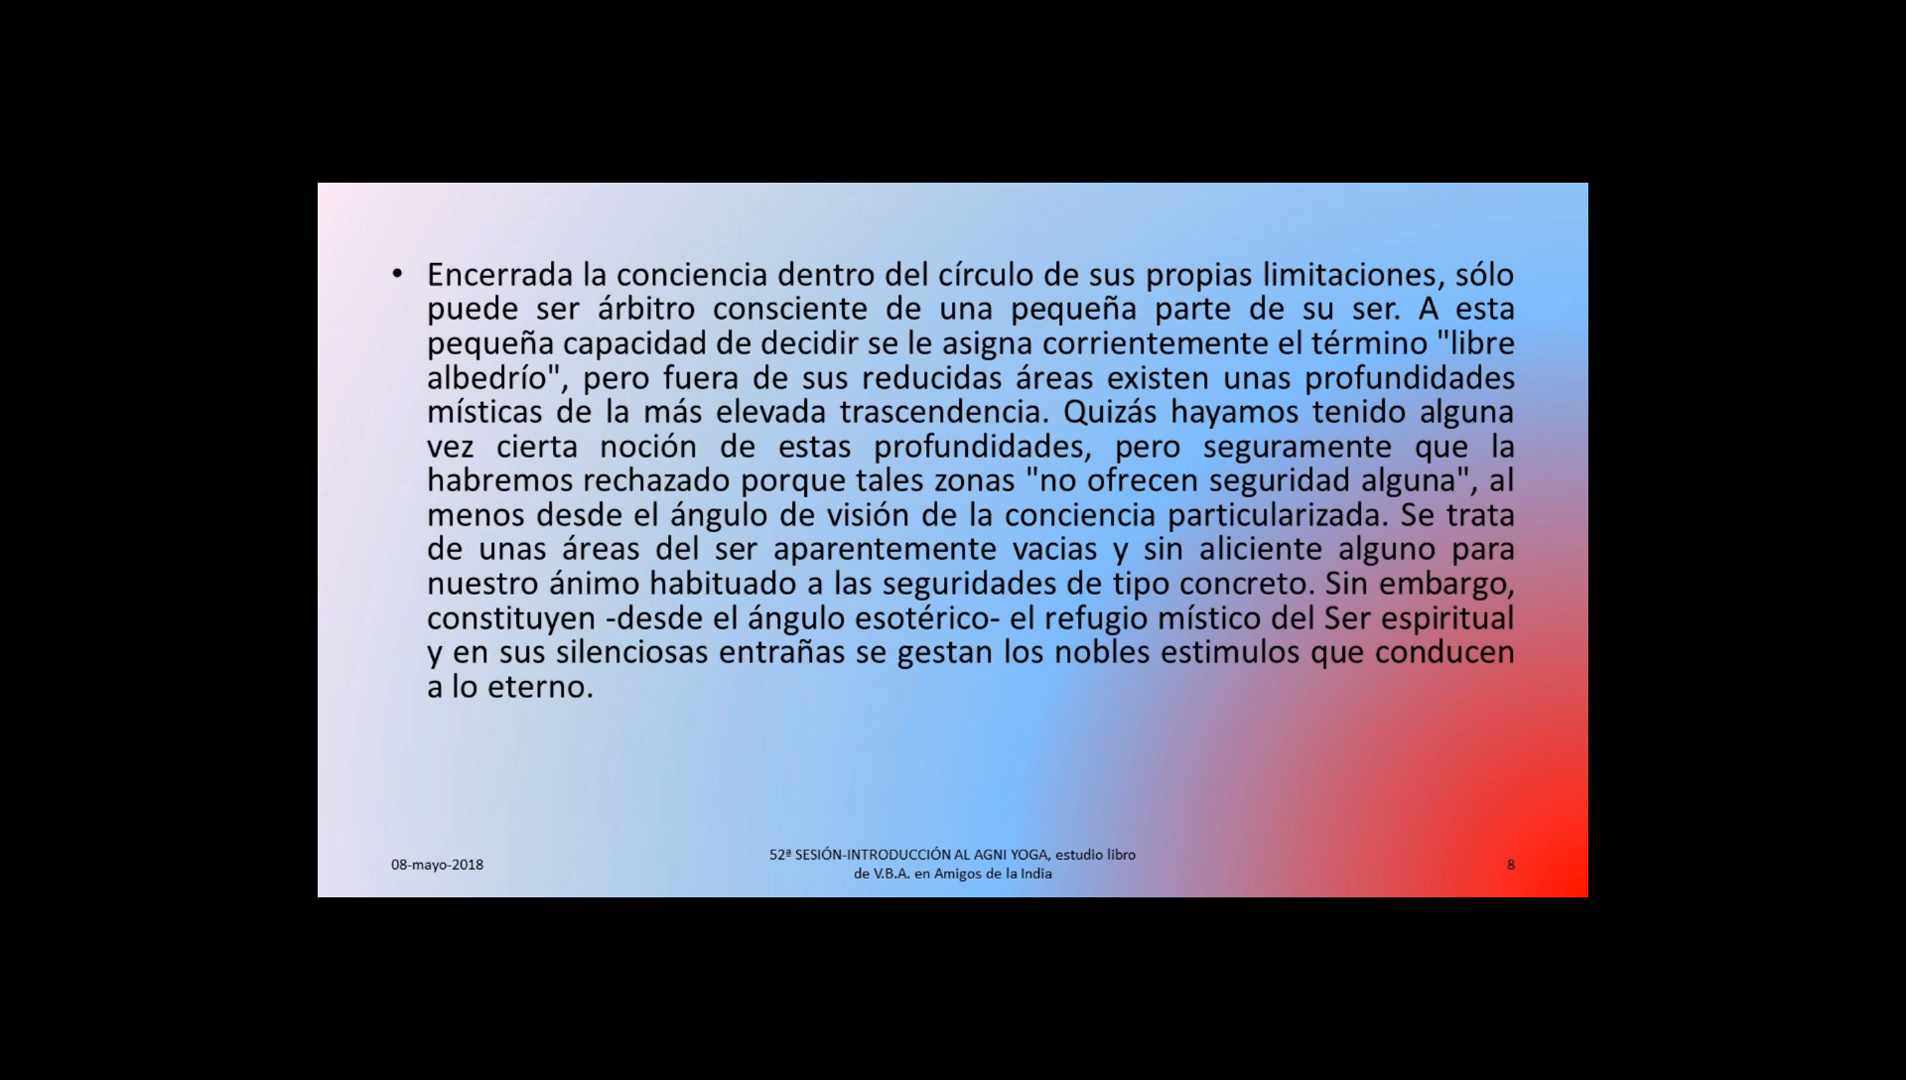 • Encerrada la conciencia dentro del círculo de sus propias limitaciones, sólo
puede ser árbitro consciente de una pequeña parte de su ser. A esta
pequeña capacidad de decidir se le asigna corrientemente el término "libre
albedrío", pero fuera de sus reducidas áreas existen unas profundidades
místicas de la más elevada trascendencia. Quizás hayamos tenido alguna
vez cierta noción de estas profundidades, pero seguramente que la
habremos rechazado porque tales zonas "no ofrecen seguridad alguna", al
menos desde el ángulo de visión de la conciencia particularizada. Se trata
de unas áreas del ser aparentemente vacias y sin aliciente alguno para
nuestro ánimo habituado a las seguridades de tipo concreto. Sin embargo,
constituyen -desde el ángulo esotérico- el refugio místico del Ser espiritual
y en sus silenciosas entrañas se gestan los nobles estimulos que conducen
a lo eterno.
08-mayo-2018
52ª SESIÓN-INTRODUCCIÓN AL AGNI YOGA, estudio libro
de V.B.A. en Amigos de la India
8